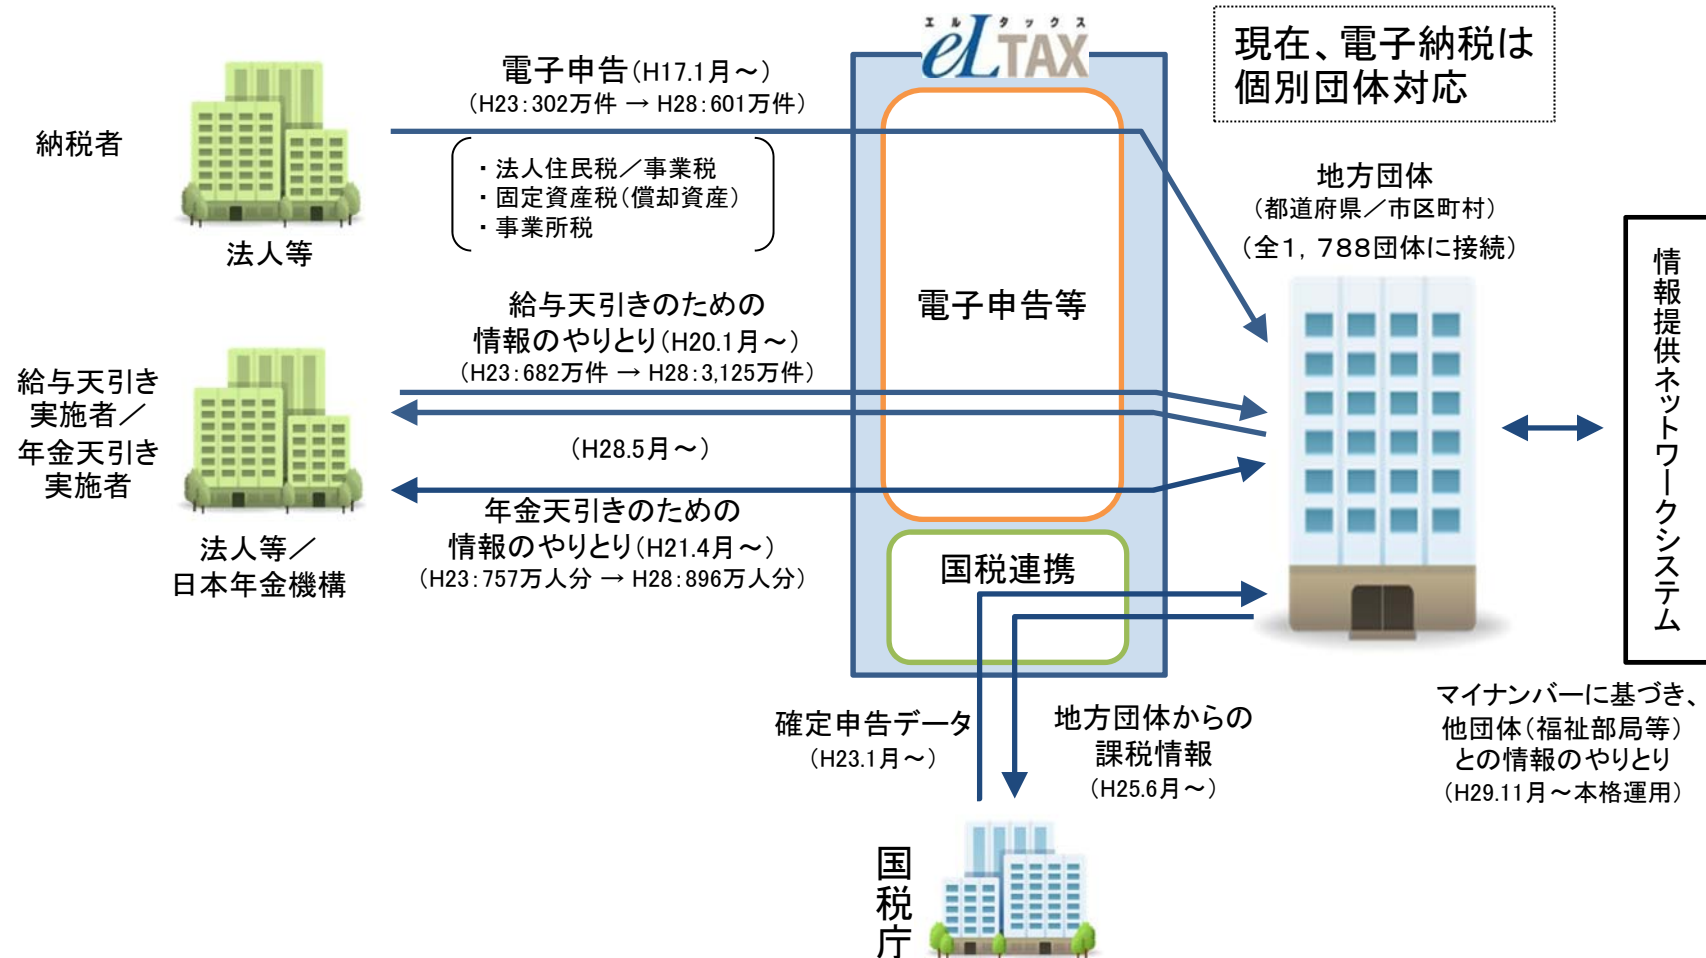 エルタックス
eLTAX
現在、電子納税は
個別団体対応
電子申告(H17.1月～)
(H23:302万件 → H28:601万件)
納税者
・法人住民税／事業税
・固定資産税(償却資産)
・事業所税
法人等
地方団体
(都道府県／市区町村)
(全1,788団体に接続)
電子申告等
給与天引きのための
情報のやりとり(H20.1月～)
(H23:682万件 → H28:3,125万件)
給与天引き
実施者／
年金天引き
実施者
(H28.5月～)
年金天引きのための
情報のやりとり(H21.4月～)
(H23:757万人分 → H28:896万人分)
法人等／
日本年金機構
国税連携
情報提供ネットワークシステム
マイナンバーに基づき、
他団体(福祉部局等)
との情報のやりとり
(H29.11月～本格運用)
確定申告データ
(H23.1月～)
地方団体からの
課税情報
(H25.6月～)
国税庁